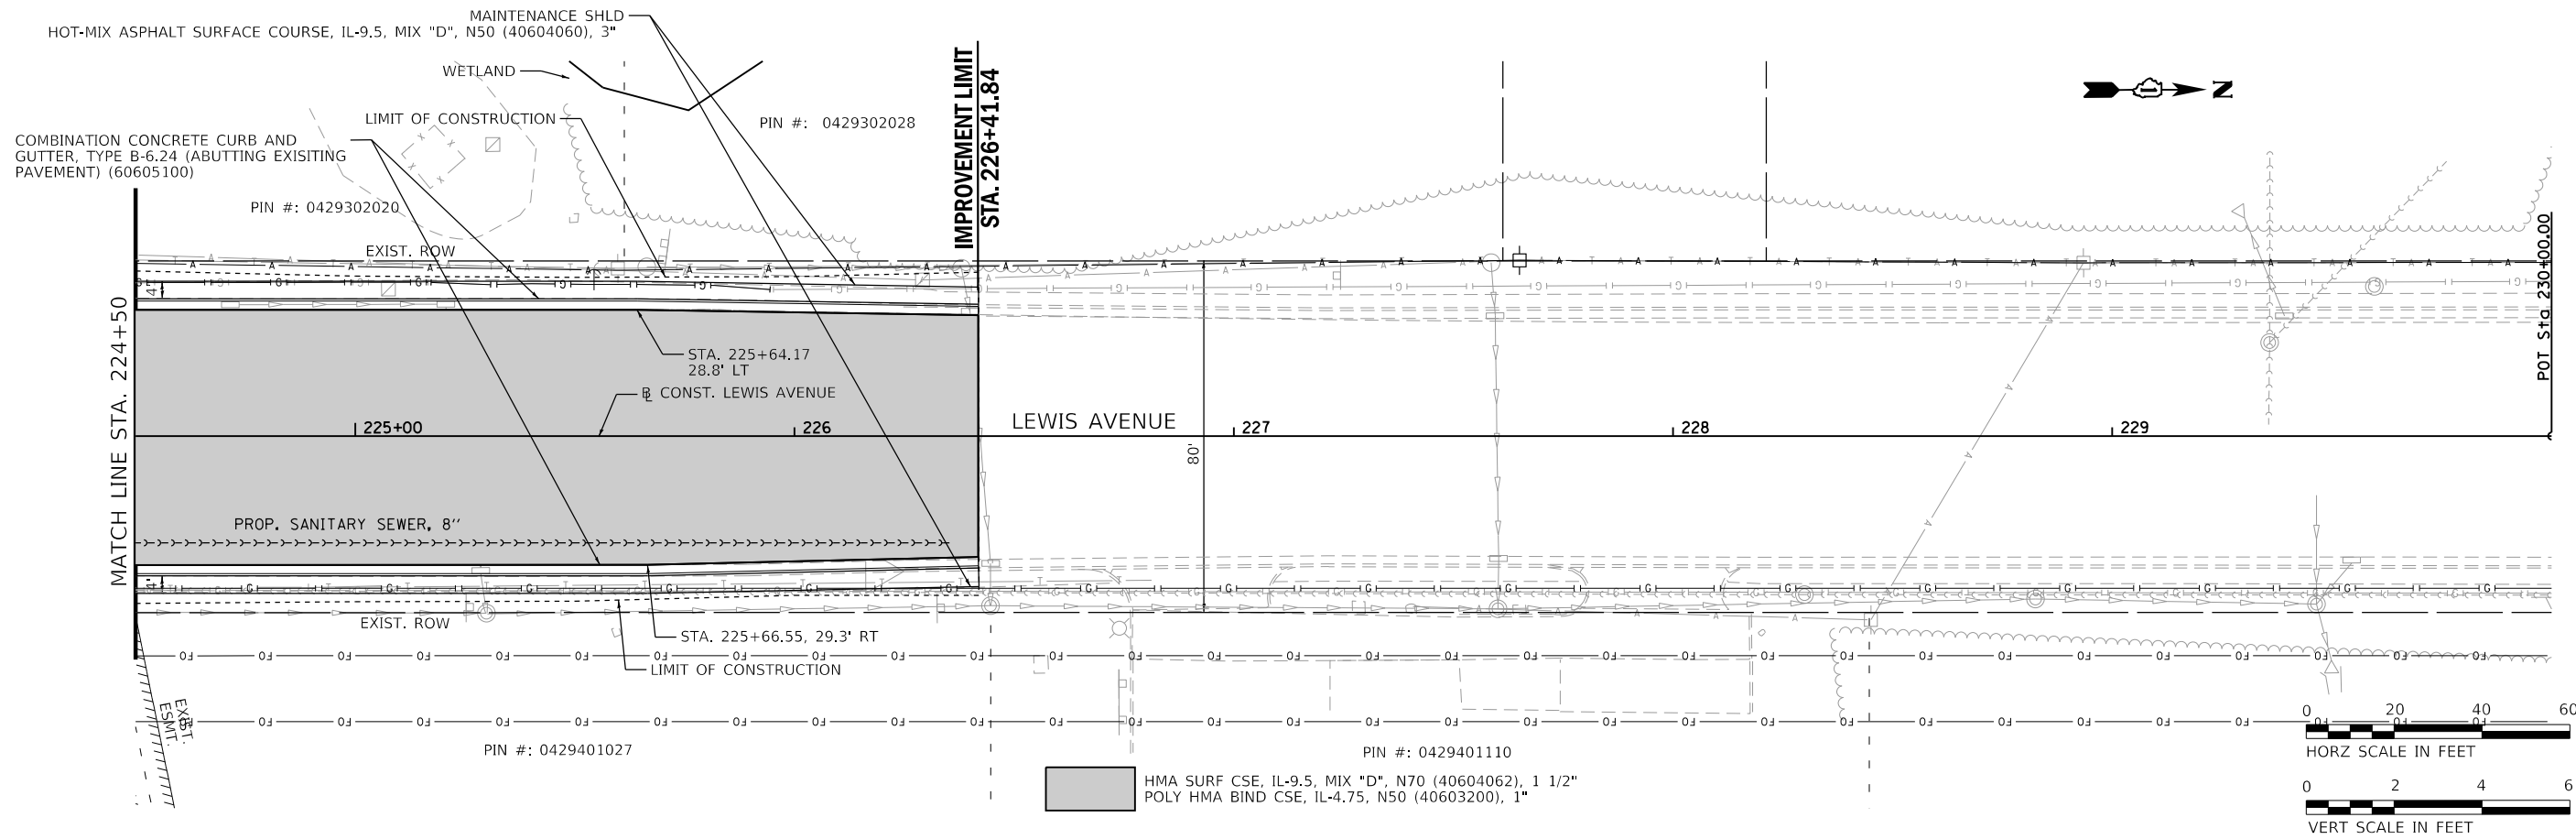 MAINTENANCE SHLD
HOT-MIX ASPHALT SURFACE COURSE, IL-9.5, MIX "D", N50 (40604060), 3"
WETLAND
LIMIT OF CONSTRUCTION
PIN #: 0429302028
COMBINATION CONCRETE CURB AND
GUTTER, TYPE B-6.24 (ABUTTING EXISITING
PAVEMENT) (60605100)
PIN #: 0429302020
IMPROVEMENT LIMIT
STA. 226+41.84
N
EXIST. ROW
4'
MATCH LINE STA. 224+50
STA. 225+64.17
28.8' LT
BL CONST. LEWIS AVENUE
LEWIS AVENUE
225+00
226
227
228
229
POT Sta 230+00.00
80'
PROP. SANITARY SEWER, 8''
4'
EXIST. ROW
STA. 225+66.55, 29.3' RT
LIMIT OF CONSTRUCTION
EXIST.
ESMT.
PIN #: 0429401027
PIN #: 0429401110
HMA SURF CSE, IL-9.5, MIX "D", N70 (40604062), 1 1/2"
POLY HMA BIND CSE, IL-4.75, N50 (40603200), 1"
0 20 40 60
HORZ SCALE IN FEET
0 2 4 6
VERT SCALE IN FEET